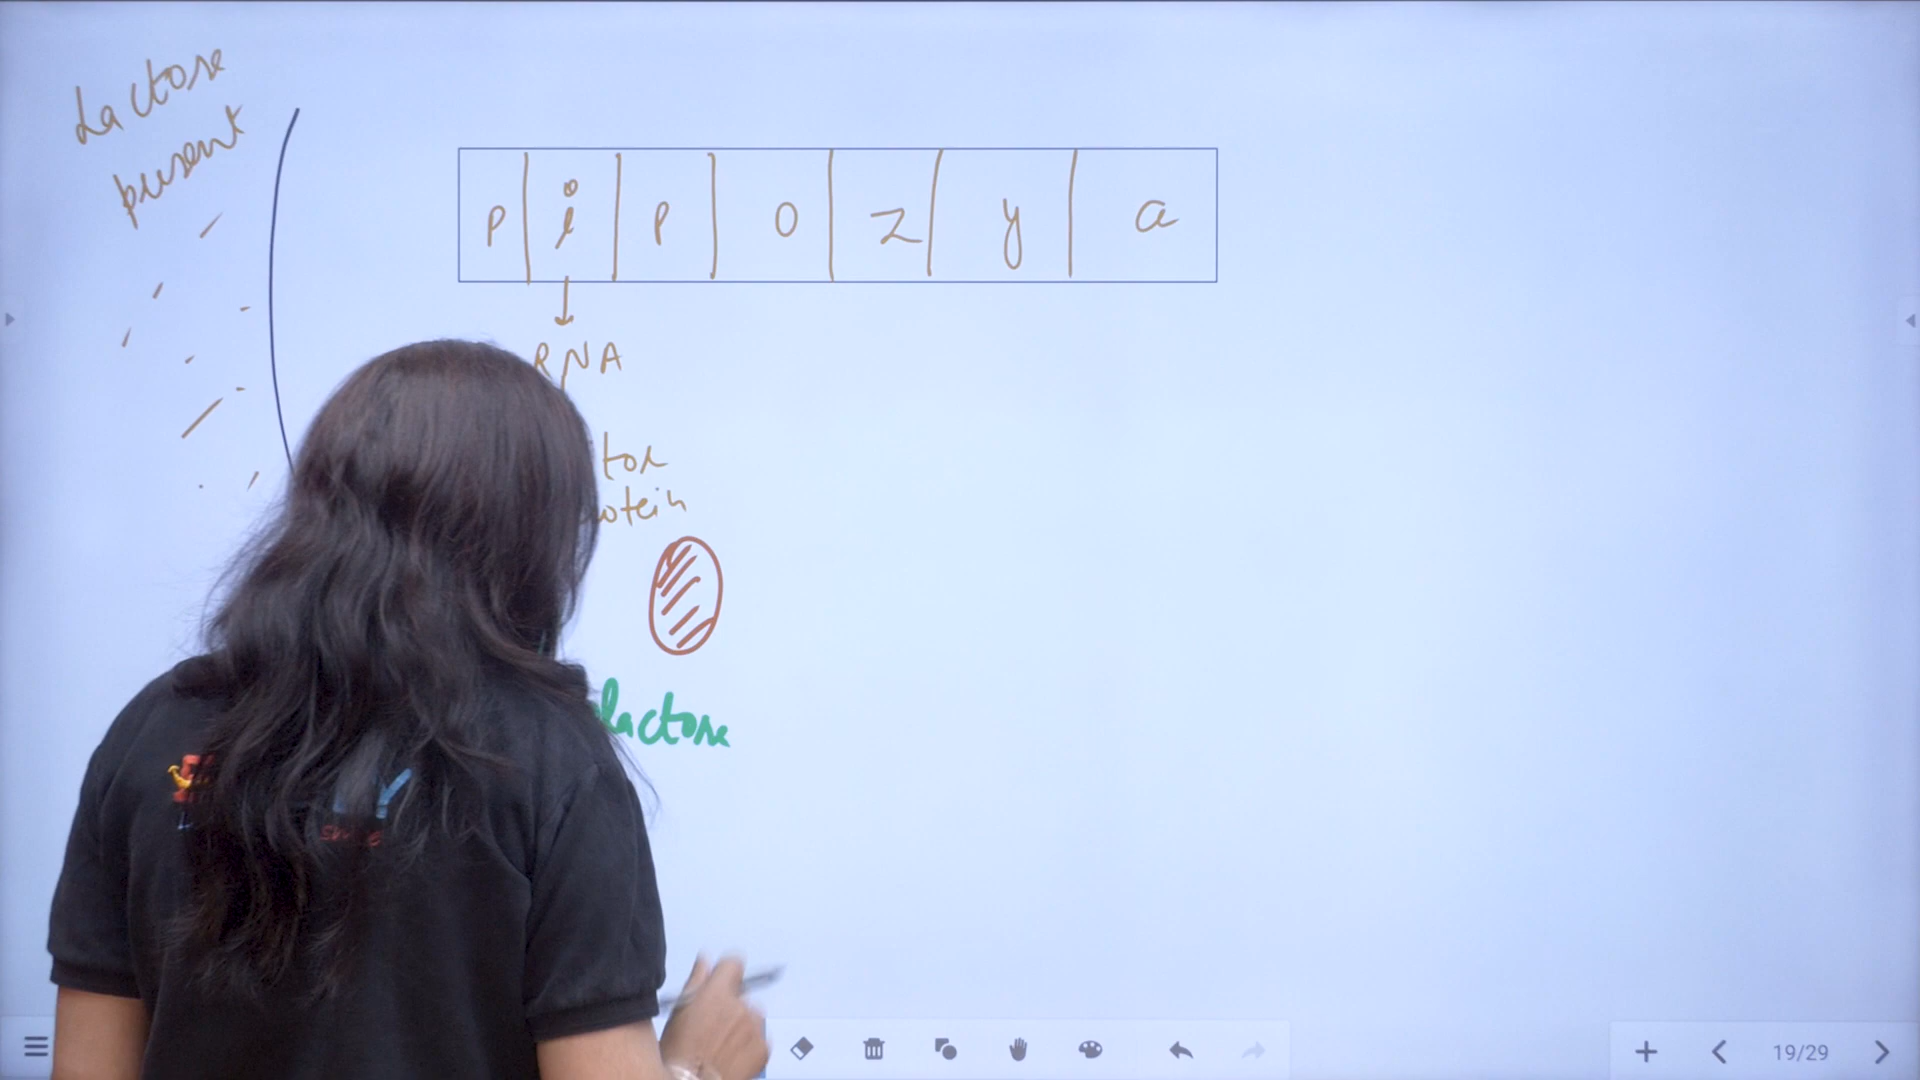 Lactose
present
P i P O z y a
RNA
tor
otein
lactose
19/29